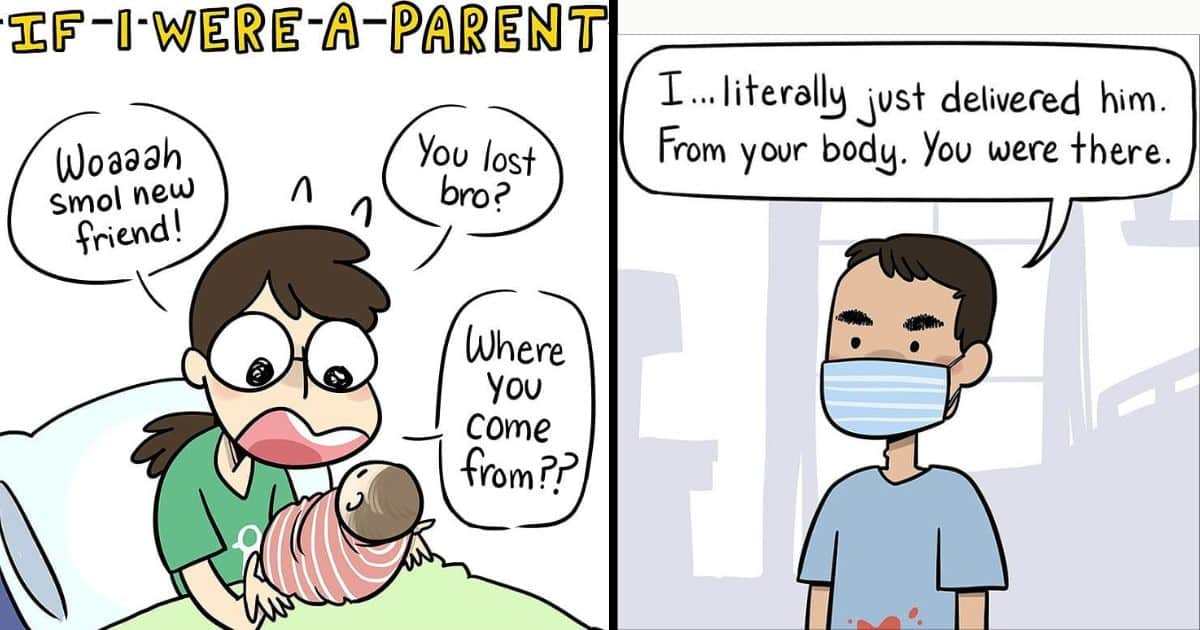 IF-I-WERE-A-PARENT
Woaaah
smol new
friend!
You lost
bro?
Where
you
come
from??
I...literally just delivered him.
From your body. You were there.